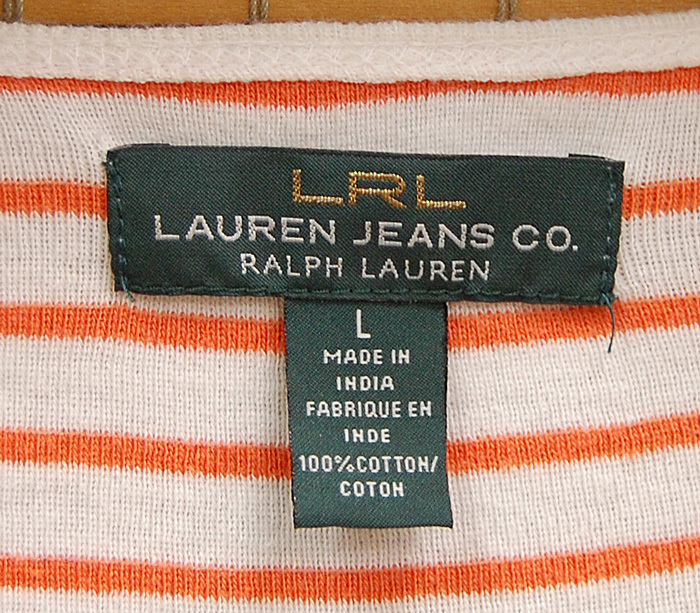 LRL
LAUREN JEANS CO.
RALPH LAUREN
L
MADE IN
INDIA
FABRIQUE EN
INDE
100%COTTON/
COTON